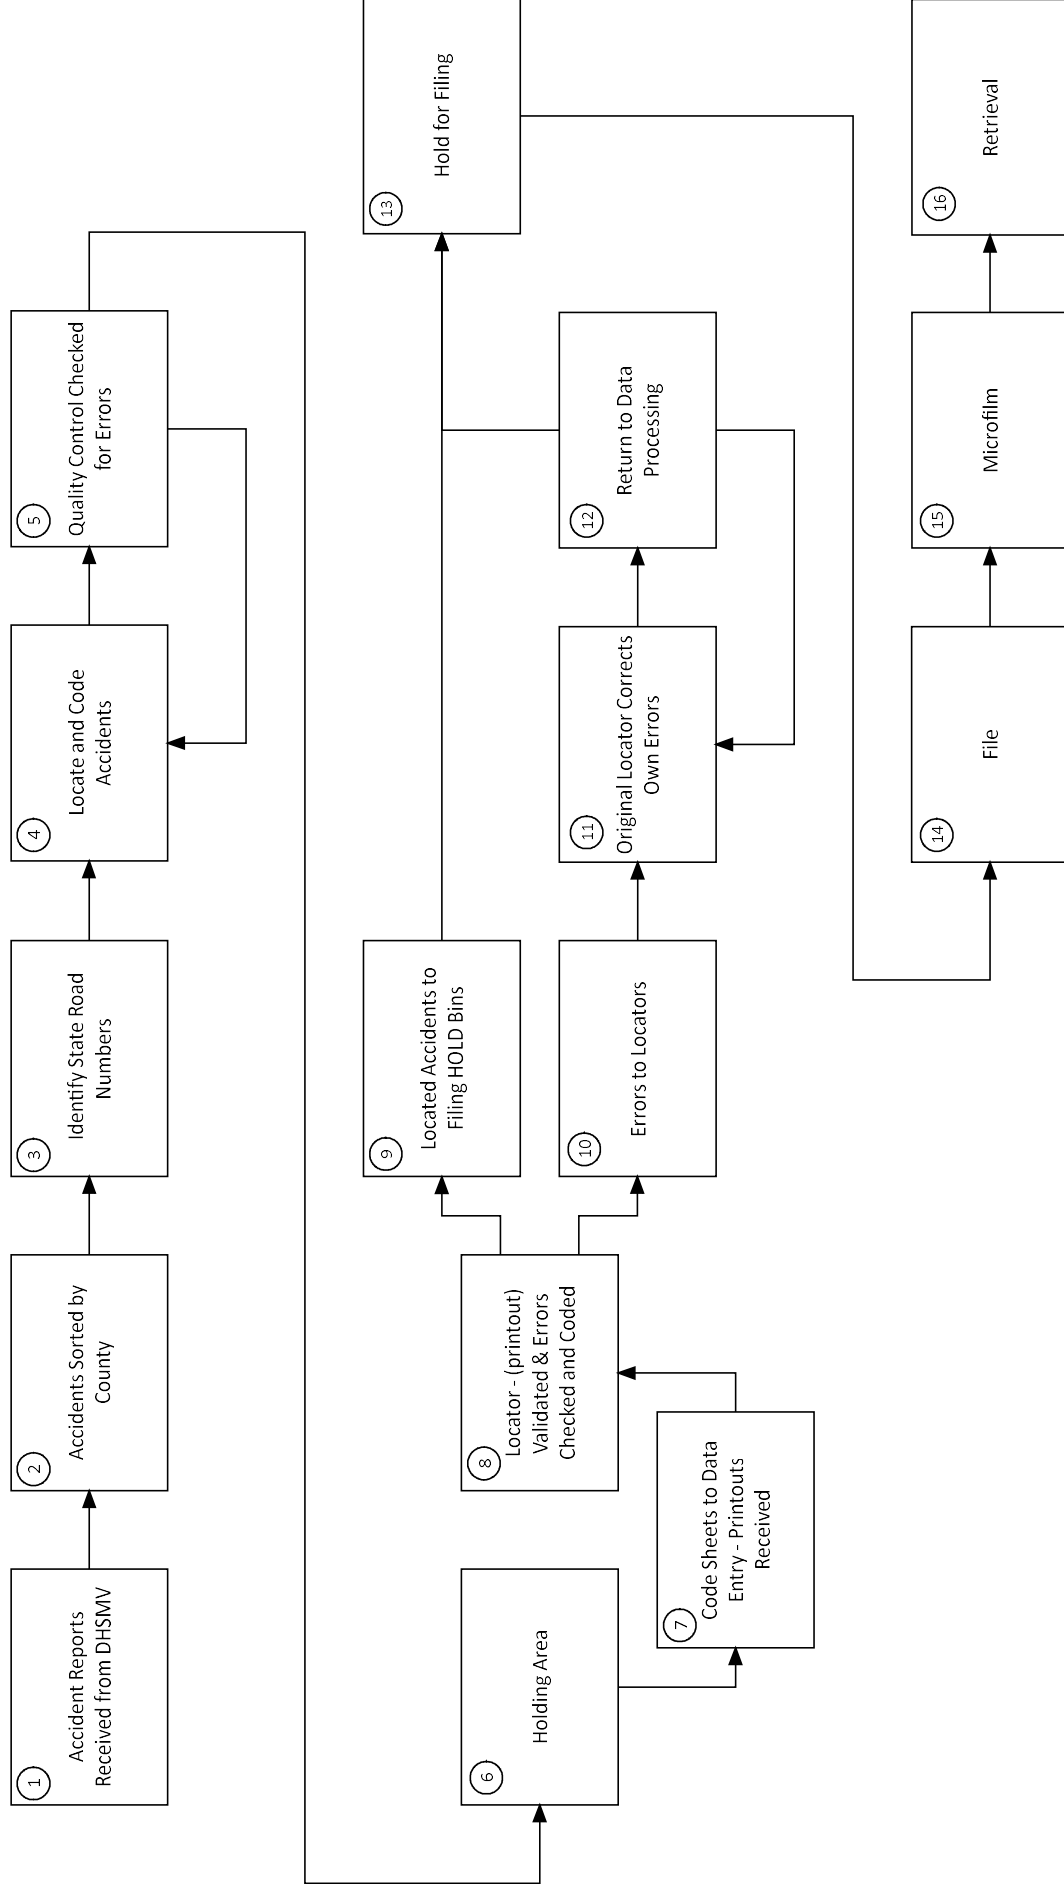 1
Accident Reports
Received from DHSMV
2
Accidents Sorted by
County
3
Identify State Road
Numbers
4
Locate and Code
Accidents
5
Quality Control Checked
for Errors
6
Holding Area
7
Code Sheets to Data
Entry - Printouts
Received
8
Locator - (printout)
Validated & Errors
Checked and Coded
9
Located Accidents to
Filing HOLD Bins
10
Errors to Locators
11
Original Locator Corrects
Own Errors
12
Return to Data
Processing
13
Hold for Filing
14
File
15
Microfilm
16
Retrieval